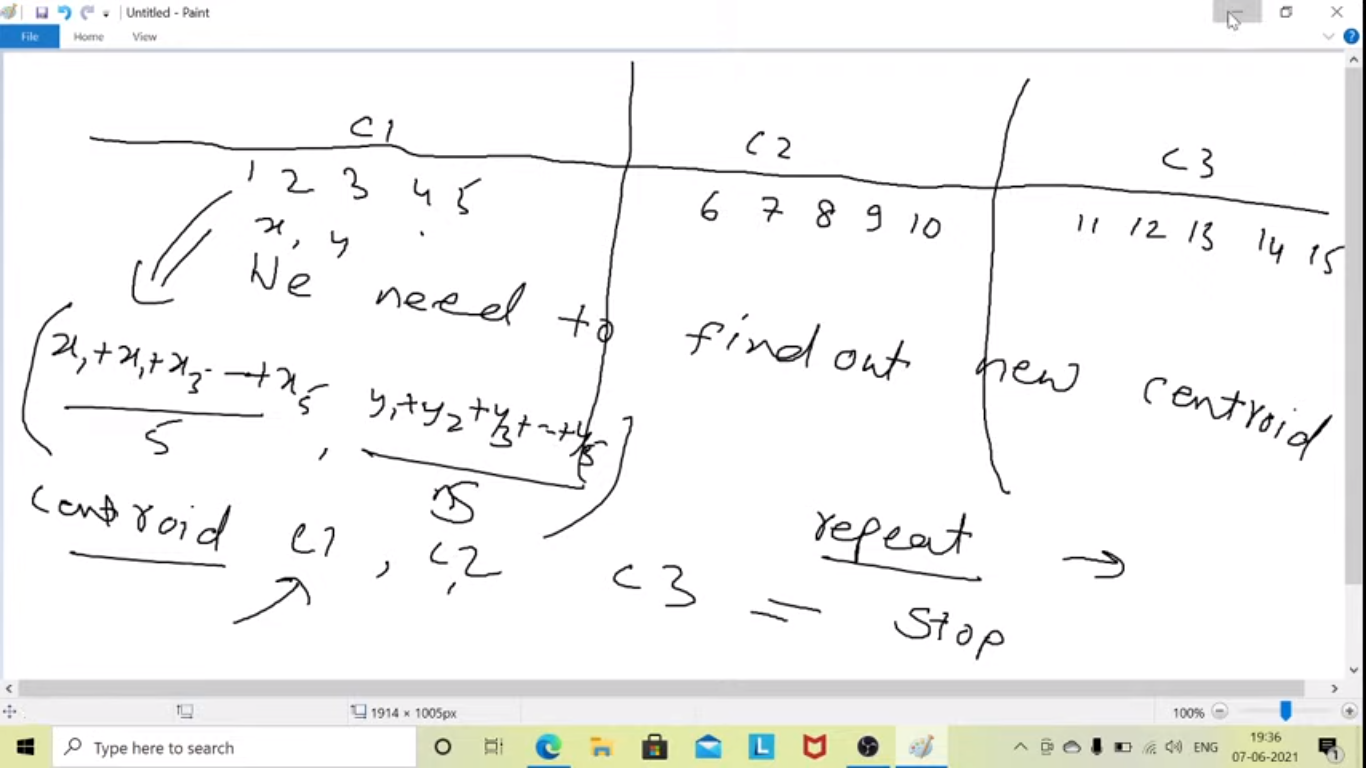 Untitled - Paint
File Home View
C1 C2 C3
1 2 3 4 5 6 7 8 9 10 11 12 13 14 15
x, y
We need to find out new centroid
(x₁+x₁+x₃--+x₅ / 5, y₁+y₂+y₃+--+y₅ / 5)
centroid C1, C2, C3 = repeat →
Stop
1914 × 1005px 100%
Type here to search ENG 19:36
07-06-2021
1